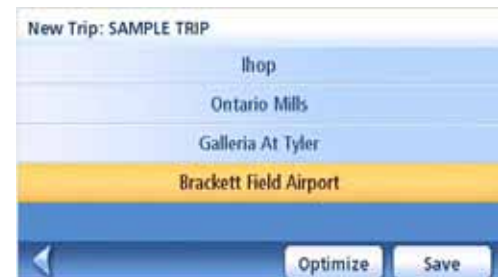 New Trip: SAMPLE TRIP
Ihop
Ontario Mills
Galleria At Tyler
Brackett Field Airport
Optimize Save